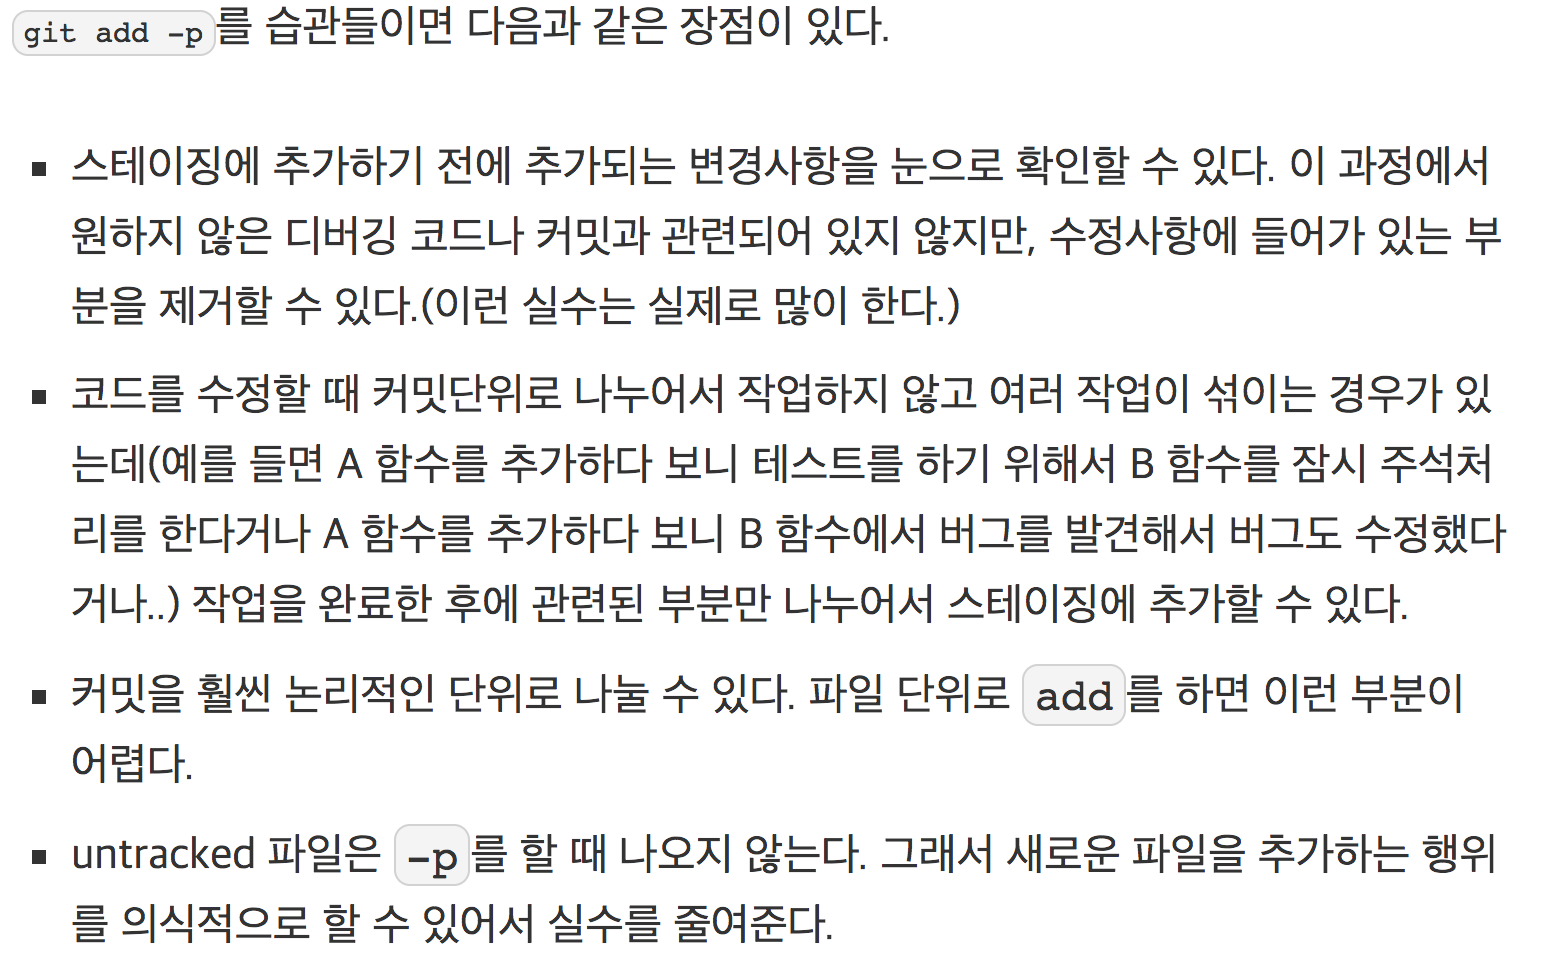 git add -p를 습관들이면 다음과 같은 장점이 있다.
스테이징에 추가하기 전에 추가되는 변경사항을 눈으로 확인할 수 있다. 이 과정에서
원하지 않은 디버깅 코드나 커밋과 관련되어 있지 않지만, 수정사항에 들어가 있는 부
분을 제거할 수 있다.(이런 실수는 실제로 많이 한다.)
코드를 수정할 때 커밋단위로 나누어서 작업하지 않고 여러 작업이 섞이는 경우가 있
는데(예를 들면 A 함수를 추가하다 보니 테스트를 하기 위해서 B 함수를 잠시 주석처
리를 한다거나 A 함수를 추가하다 보니 B 함수에서 버그를 발견해서 버그도 수정했다
거나..) 작업을 완료한 후에 관련된 부분만 나누어서 스테이징에 추가할 수 있다.
커밋을 훨씬 논리적인 단위로 나눌 수 있다. 파일 단위로 add를 하면 이런 부분이
어렵다.
untracked 파일은 -p를 할 때 나오지 않는다. 그래서 새로운 파일을 추가하는 행위
를 의식적으로 할 수 있어서 실수를 줄여준다.